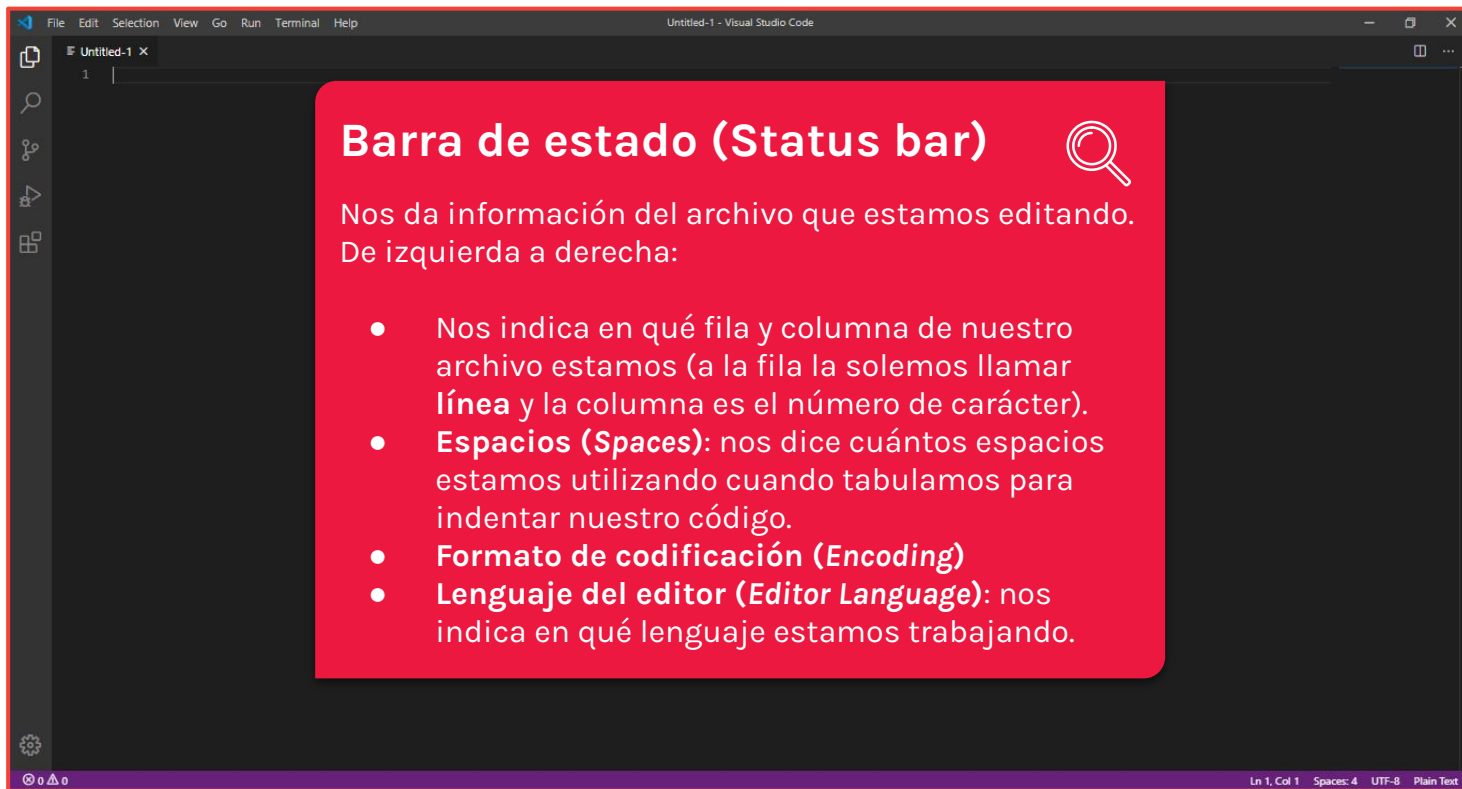 File Edit Selection View Go Run Terminal Help
Untitled-1 - Visual Studio Code
Untitled-1
1
Barra de estado (Status bar)
Nos da información del archivo que estamos editando.
De izquierda a derecha:
● Nos indica en qué fila y columna de nuestro
archivo estamos (a la fila la solemos llamar
línea y la columna es el número de carácter).
● Espacios (Spaces): nos dice cuántos espacios
estamos utilizando cuando tabulamos para
indentar nuestro código.
● Formato de codificación (Encoding)
● Lenguaje del editor (Editor Language): nos
indica en qué lenguaje estamos trabajando.
0 0
Ln 1, Col 1 Spaces: 4 UTF-8 Plain Text